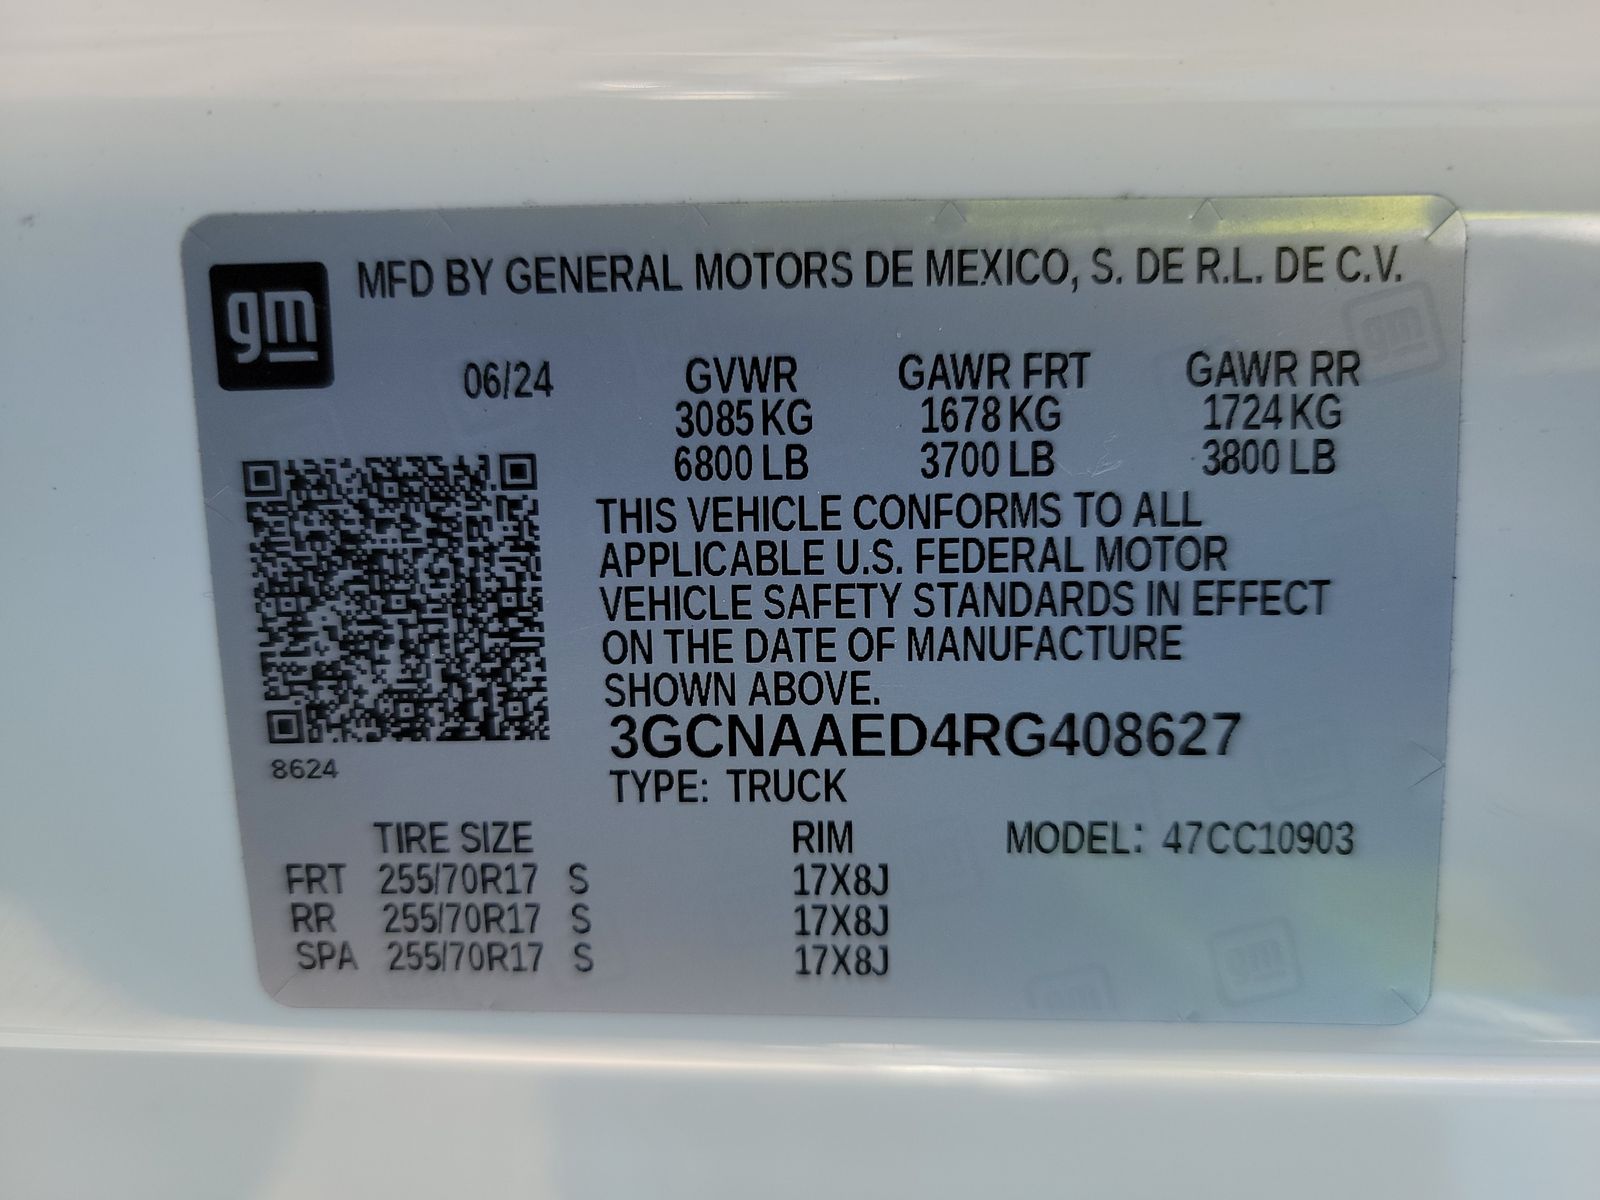 gm
MFD BY GENERAL MOTORS DE MEXICO, S. DE R.L. DE C.V.
06/24 GVWR GAWR FRT GAWR RR
3085 KG 1678 KG 1724 KG
6800 LB 3700 LB 3800 LB
THIS VEHICLE CONFORMS TO ALL
APPLICABLE U.S. FEDERAL MOTOR
VEHICLE SAFETY STANDARDS IN EFFECT
ON THE DATE OF MANUFACTURE
SHOWN ABOVE.
3GCNAAED4RG408627
8624
TYPE: TRUCK
TIRE SIZE RIM MODEL: 47CC10903
FRT 255/70R17 S 17X8J
RR 255/70R17 S 17X8J
SPA 255/70R17 S 17X8J